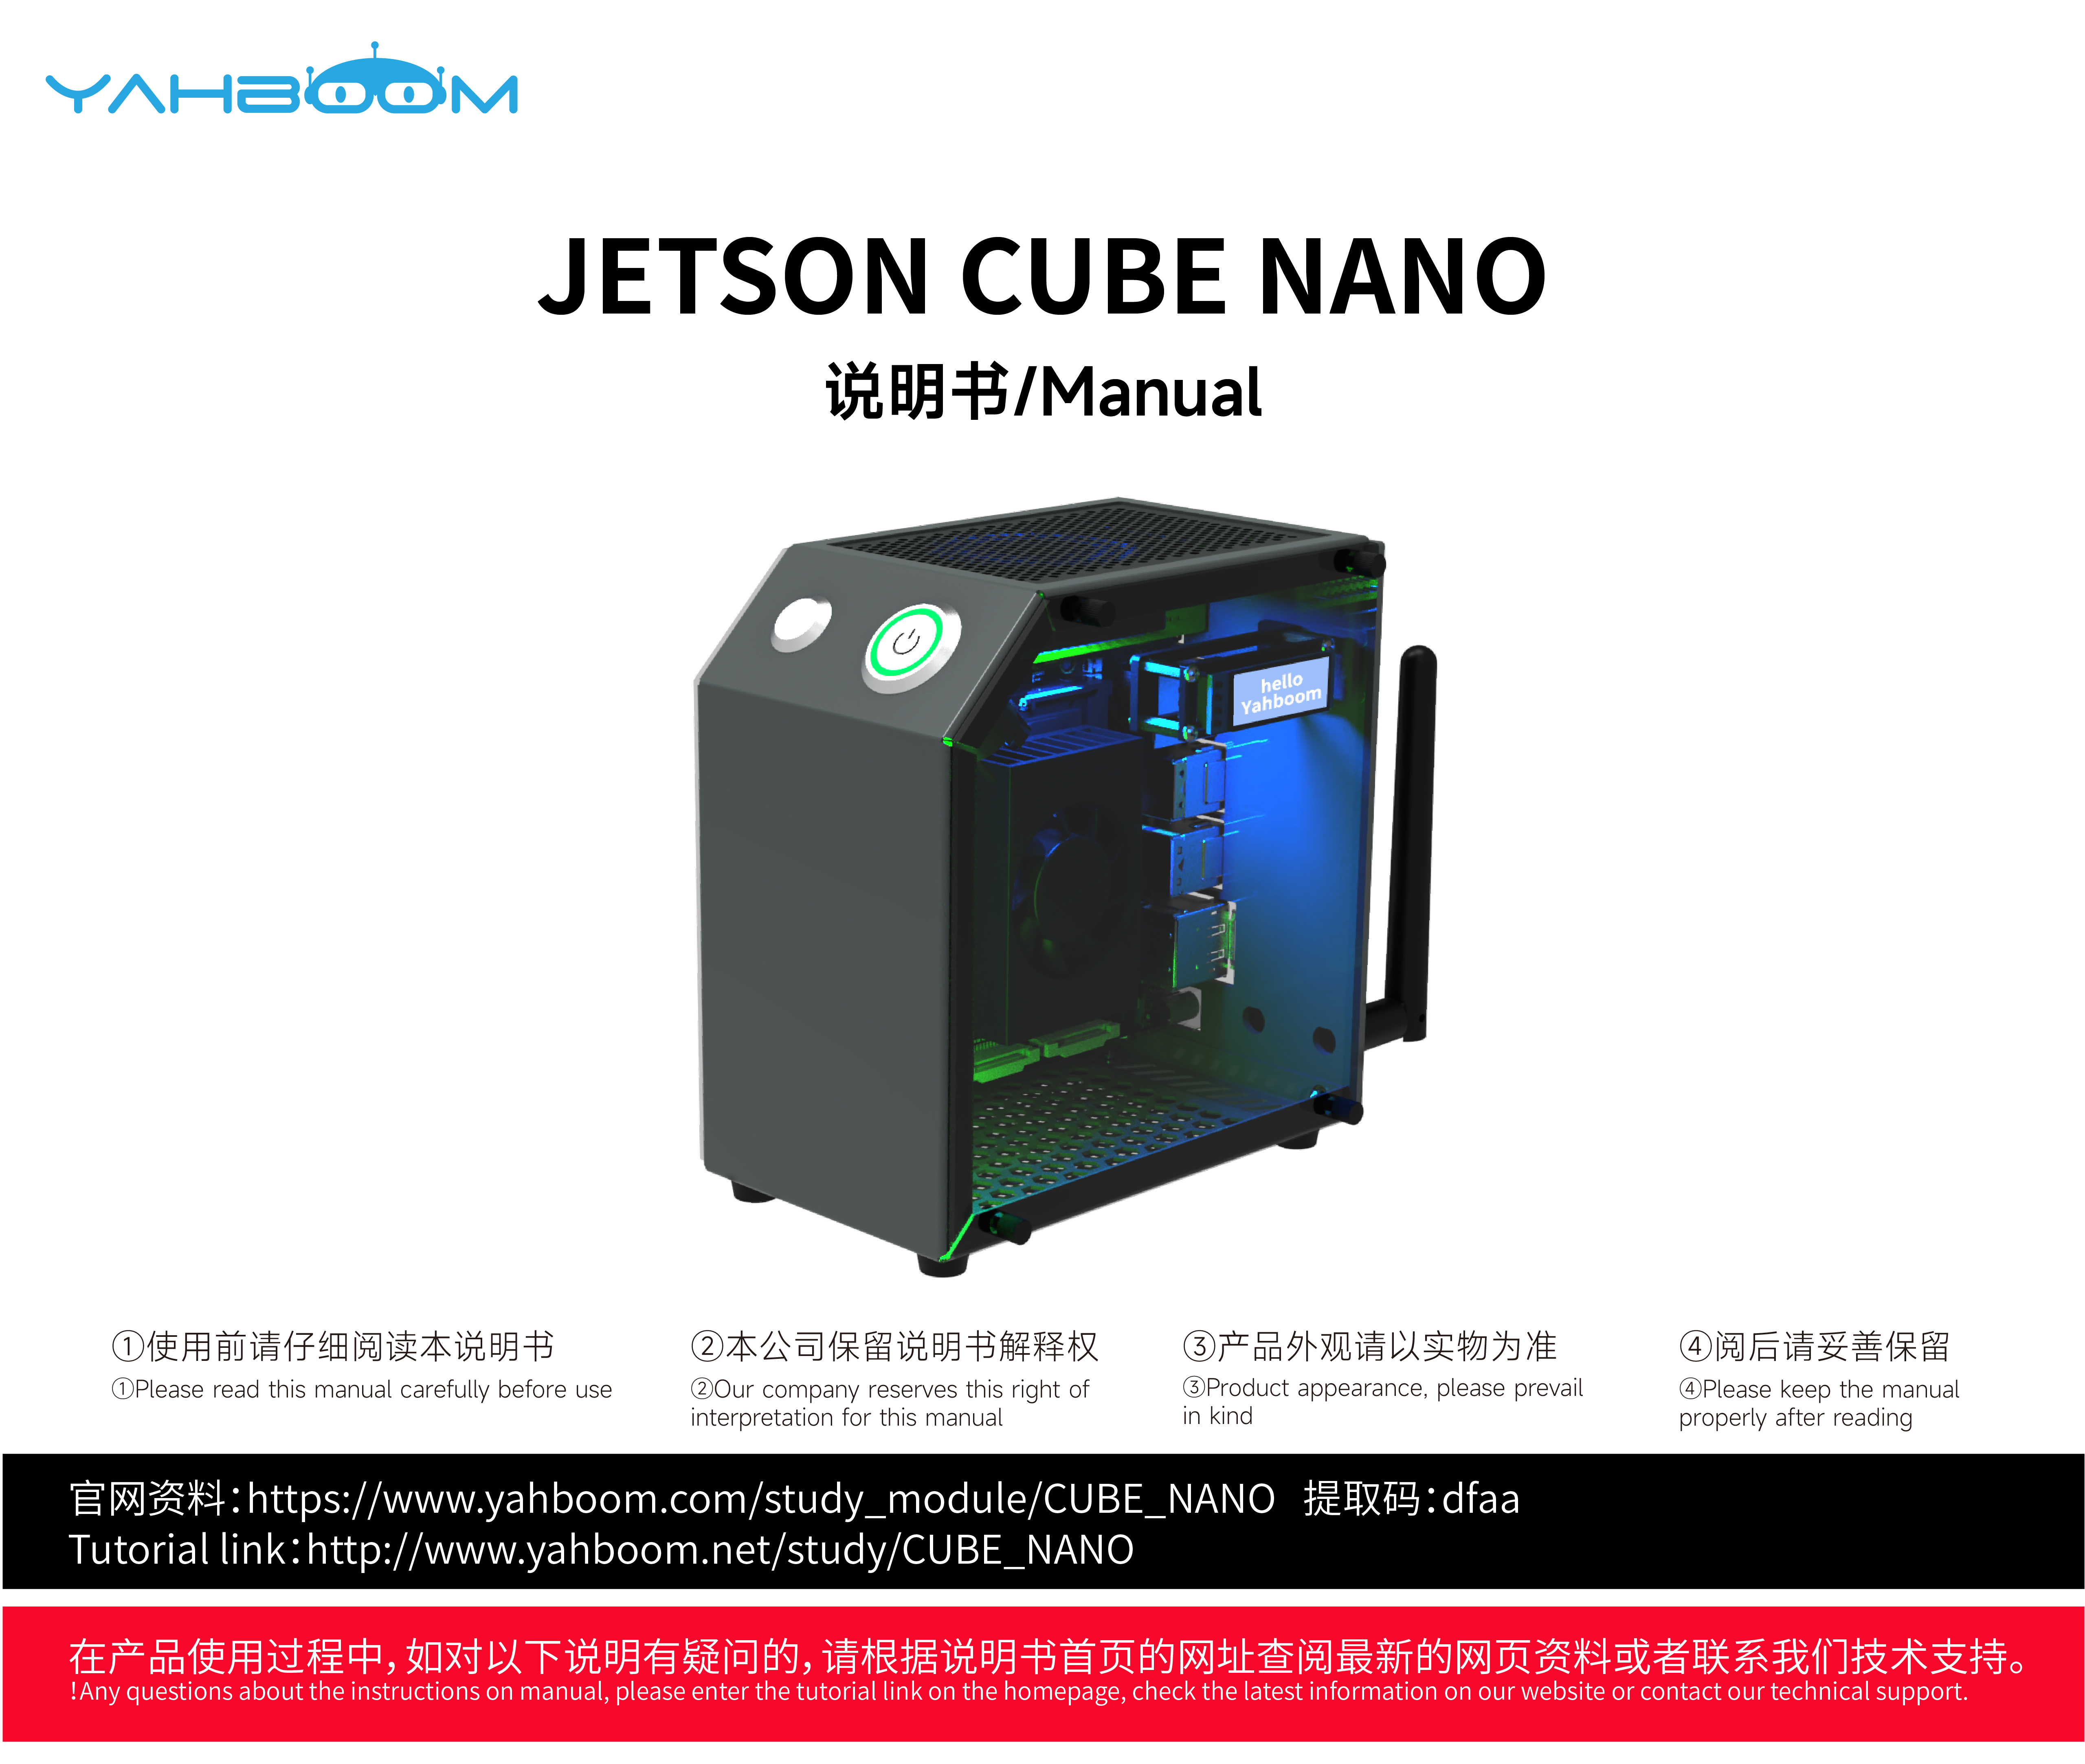 YAHBOOM
JETSON CUBE NANO
说明书/Manual
hello
Yahboom
①使用前请仔细阅读本说明书
①Please read this manual carefully before use
②本公司保留说明书解释权
②Our company reserves this right of
interpretation for this manual
③产品外观请以实物为准
③Product appearance, please prevail
in kind
④阅后请妥善保留
④Please keep the manual
properly after reading
官网资料：https://www.yahboom.com/study_module/CUBE_NANO 提取码：dfaa
Tutorial link：http://www.yahboom.net/study/CUBE_NANO
在产品使用过程中，如对以下说明有疑问的，请根据说明书首页的网址查阅最新的网页资料或者联系我们技术支持。
!Any questions about the instructions on manual, please enter the tutorial link on the homepage, check the latest information on our website or contact our technical support.